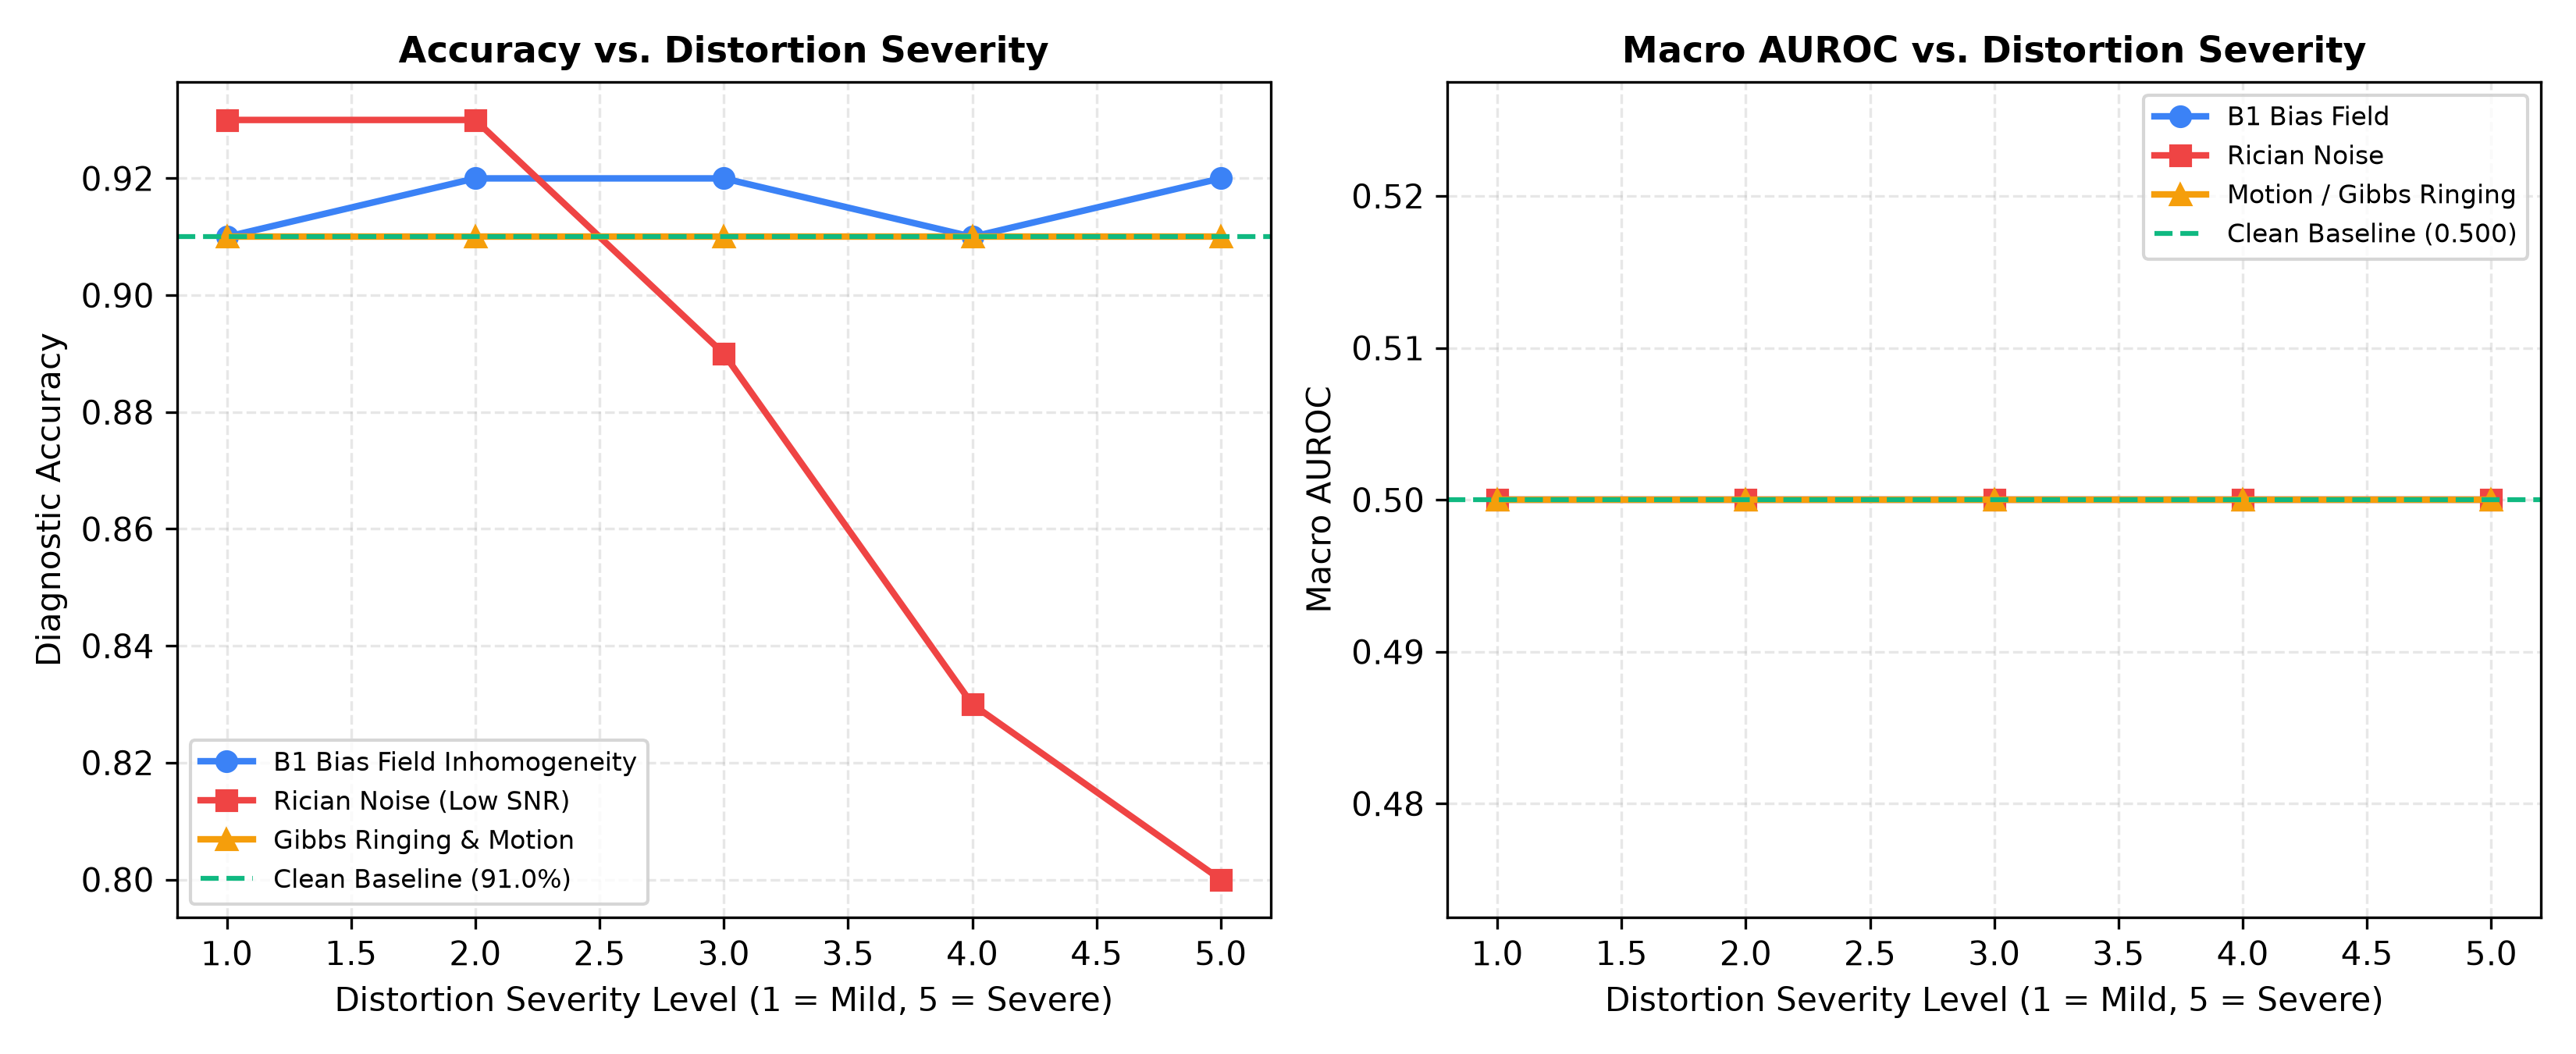 Accuracy vs. Distortion Severity
Diagnostic Accuracy
0.92
0.90
0.88
0.86
0.84
0.82
0.80
B1 Bias Field Inhomogeneity
Rician Noise (Low SNR)
Gibbs Ringing & Motion
Clean Baseline (91.0%)
1.0 1.5 2.0 2.5 3.0 3.5 4.0 4.5 5.0
Distortion Severity Level (1 = Mild, 5 = Severe)
Macro AUROC vs. Distortion Severity
Macro AUROC
0.52
0.51
0.50
0.49
0.48
B1 Bias Field
Rician Noise
Motion / Gibbs Ringing
Clean Baseline (0.500)
1.0 1.5 2.0 2.5 3.0 3.5 4.0 4.5 5.0
Distortion Severity Level (1 = Mild, 5 = Severe)